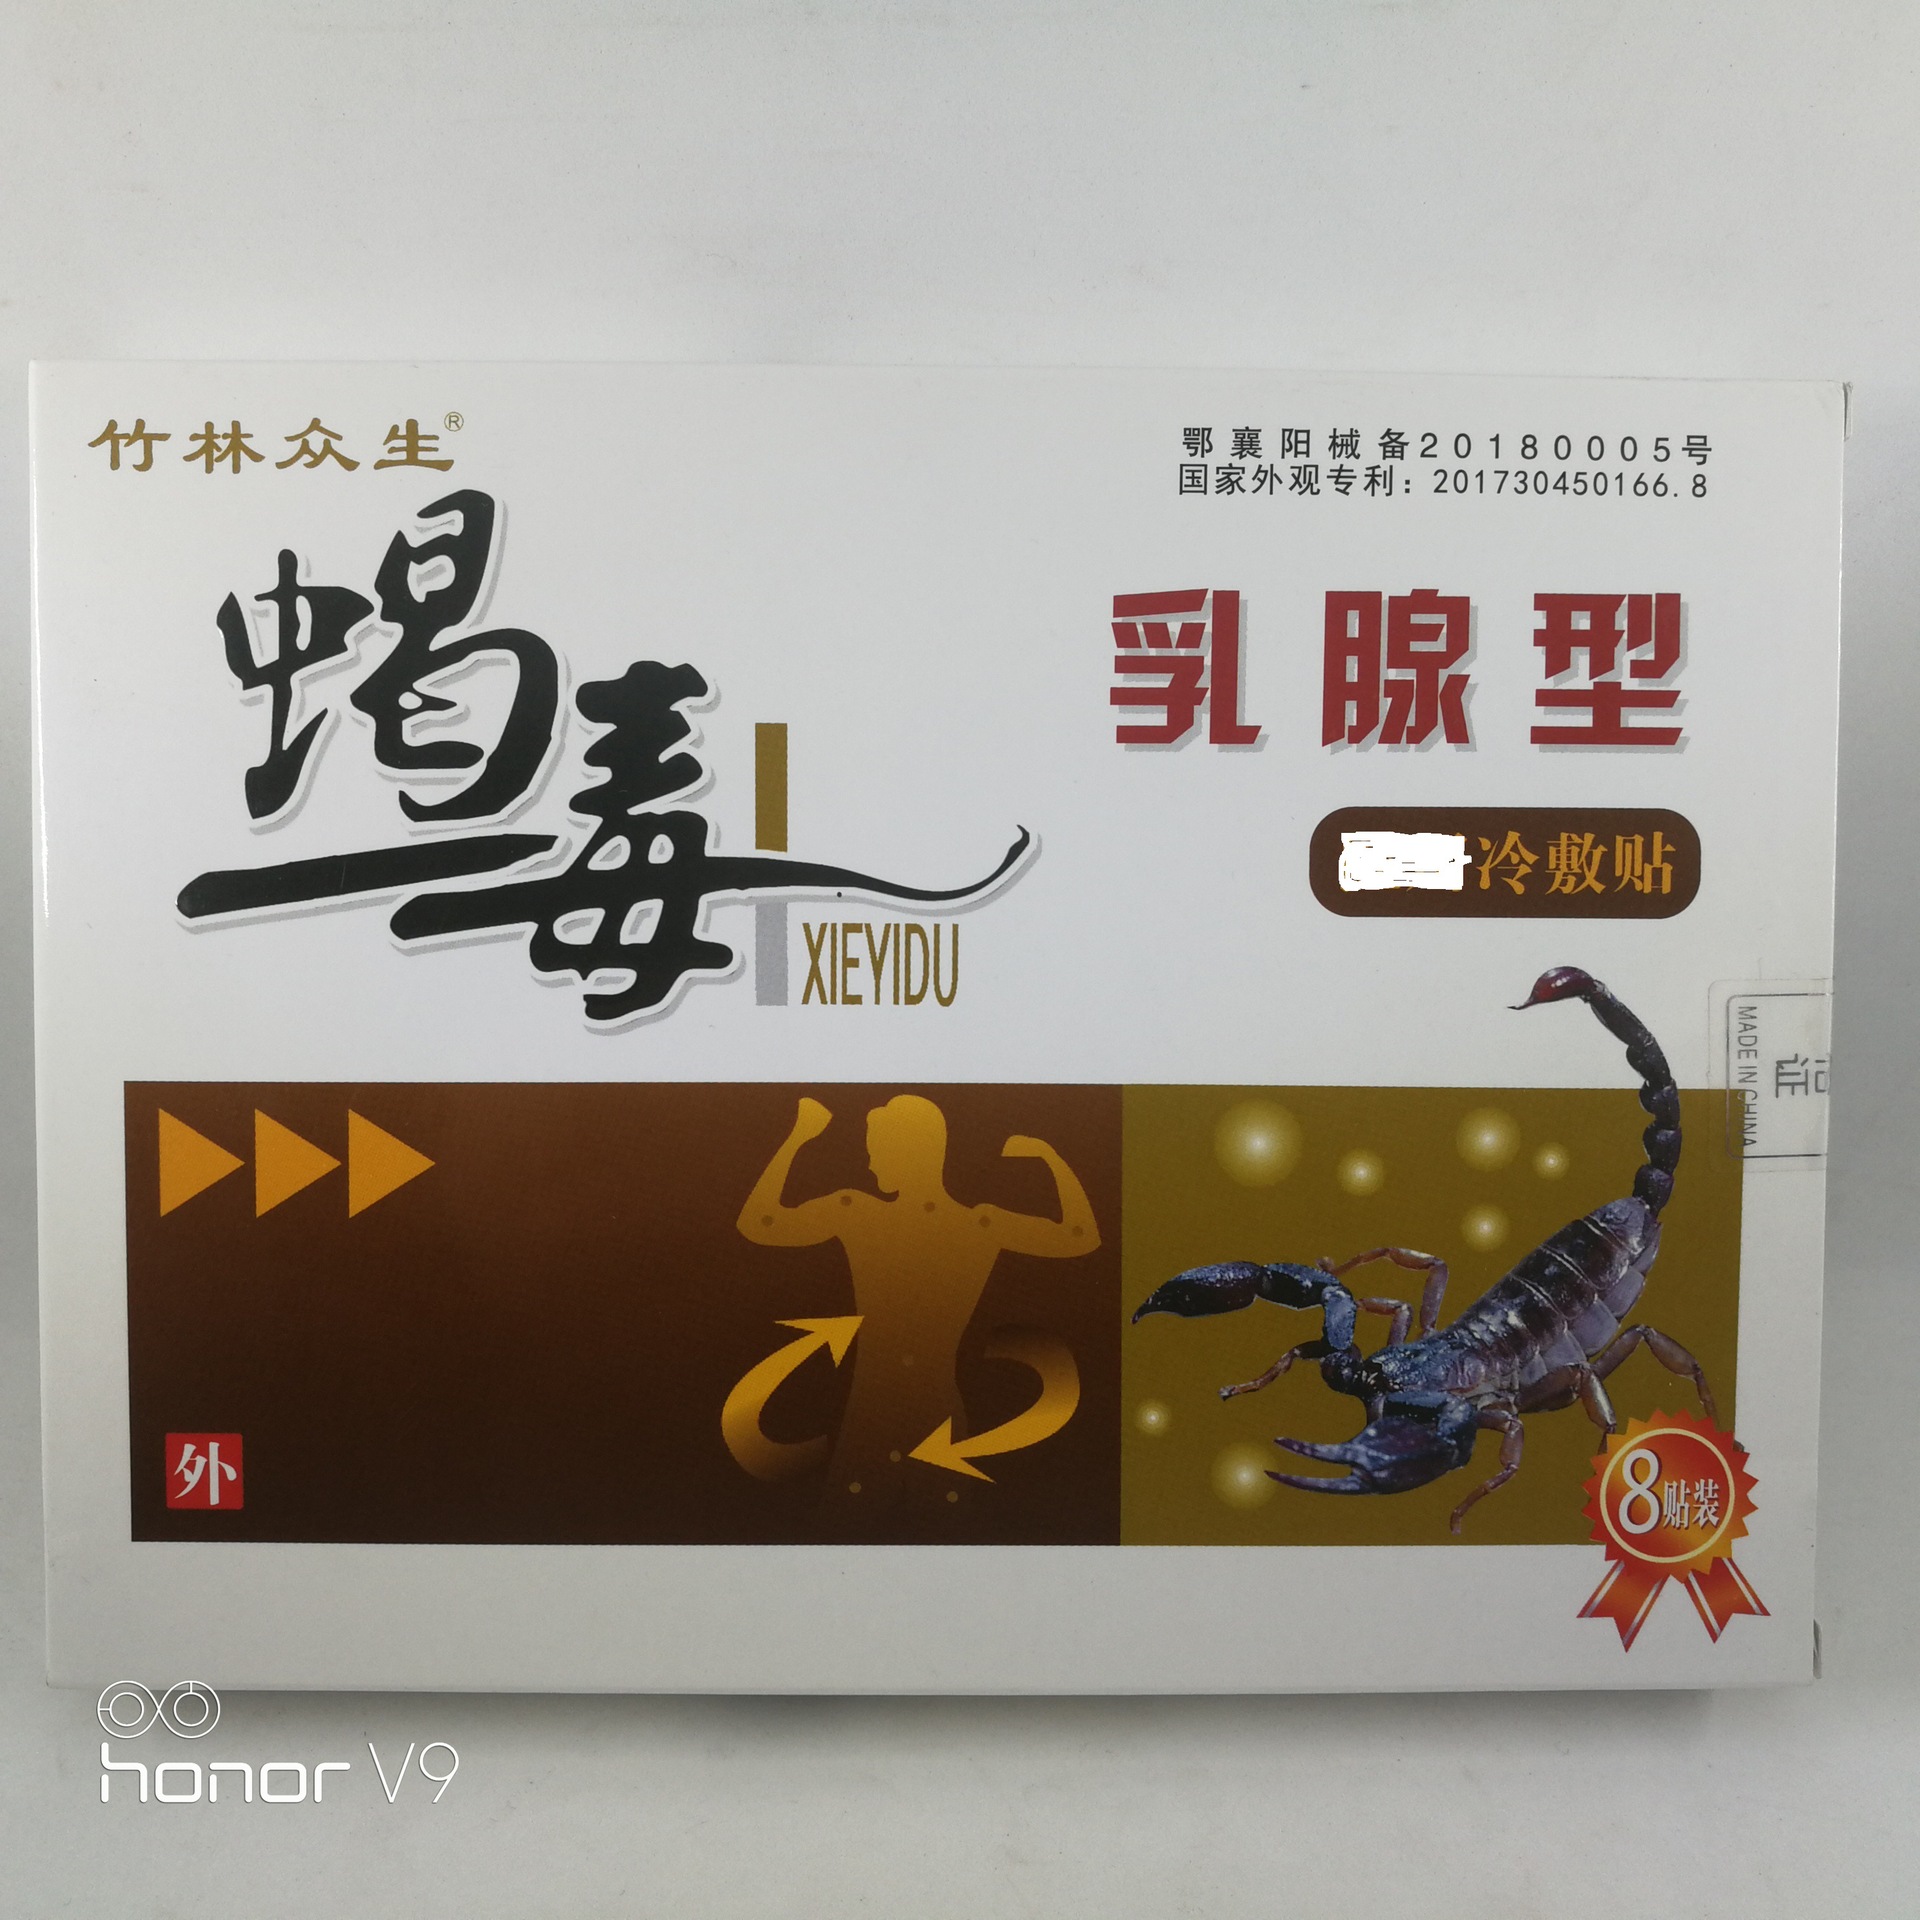 竹林众生®
鄂襄阳械备20180005号
国家外观专利：201730450166.8
蝎一毒
XIEYIDU
乳腺型
冷敷贴
MADE IN CHINA
证
外
8贴装
honor V9